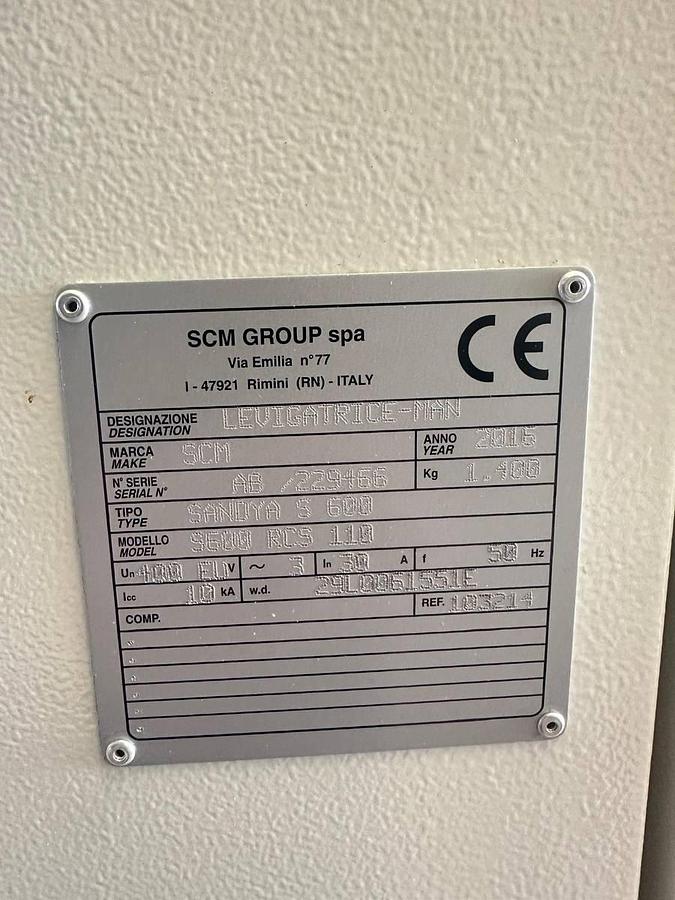 SCM GROUP spa
Via Emilia n°77
I - 47921 Rimini (RN) - ITALY
CE
DESIGNAZIONE LEVIGATRICE-MAN
DESIGNATION
MARCA SCM ANNO 2016
MAKE YEAR
N° SERIE AB /229466 Kg 1.400
SERIAL N°
TIPO SANDYA S 600
TYPE
MODELLO S600 RCS 110
MODEL
Un 400 EU V ~ 3 In 30 A f 50 Hz
Icc 10 kA w.d. 29L0061551E
REF. 103214
COMP.